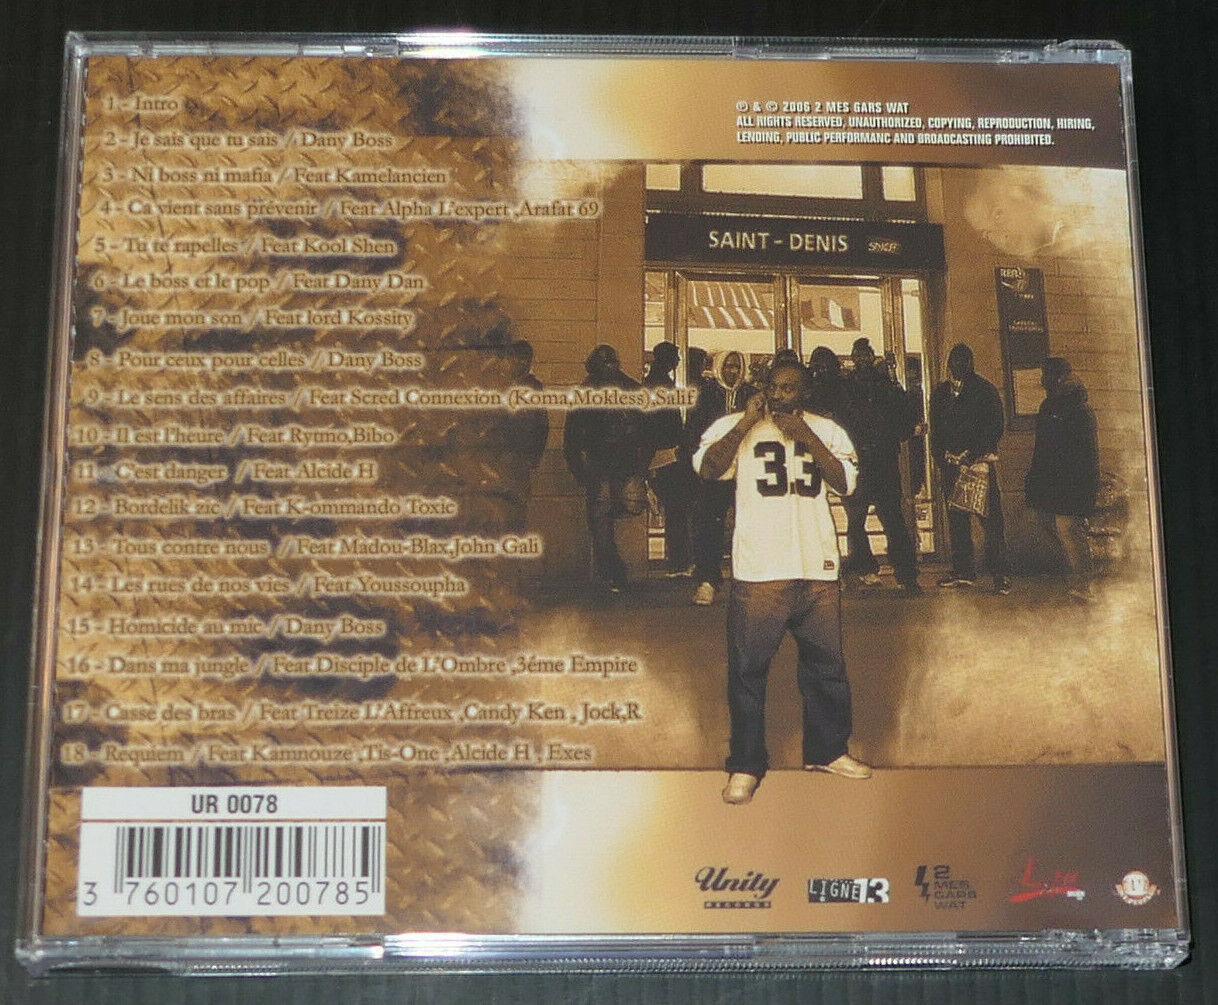 1 - Intro
2 - Je sais que tu sais // Dany Boss
3 - Ni boss ni mafia // Feat Kamelancien
4 - Ca vient sans prévenir // Feat Alpha L'expert ,Arafat 69
5 - Tu te rapelles // Feat Kool Shen
6 - Le boss et le pop // Feat Dany Dan
7 - Joue mon son // Feat lord Kossity
8 - Pour ceux pour celles // Dany Boss
9 - Le sens des affaires // Feat Scred Connexion (Koma,Mokless),Salif
10 - Il est l'heure // Feat Rytmo,Bibo
11 - C'est danger // Feat Alcide H
12 - Bordelik zic // Feat K-ommando Toxic
13 - Tous contre nous // Feat Madou-Blax,John Gali
14 - Les rues de nos vies // Feat Youssoupha
15 - Homicide au mic // Dany Boss
16 - Dans ma jungle // Feat Disciple de L'Ombre ,3éme Empire
17 - Casse des bras // Feat Treize L'Affreux ,Candy Ken , Jock,R
18 - Requiem // Feat Kamnouze ,Tis-One ,Alcide H , Exes
℗ & © 2006 2 MES GARS WAT
ALL RIGHTS RESERVED, UNAUTHORIZED, COPYING, REPRODUCTION, HIRING,
LENDING, PUBLIC PERFORMANC AND BROADCASTING PROHIBITED.
SAINT-DENIS SNCF
RER
33
UR 0078
3 760107 200785
Unity
RECORDS
LIGNE 13
2
MES
GARS
WAT